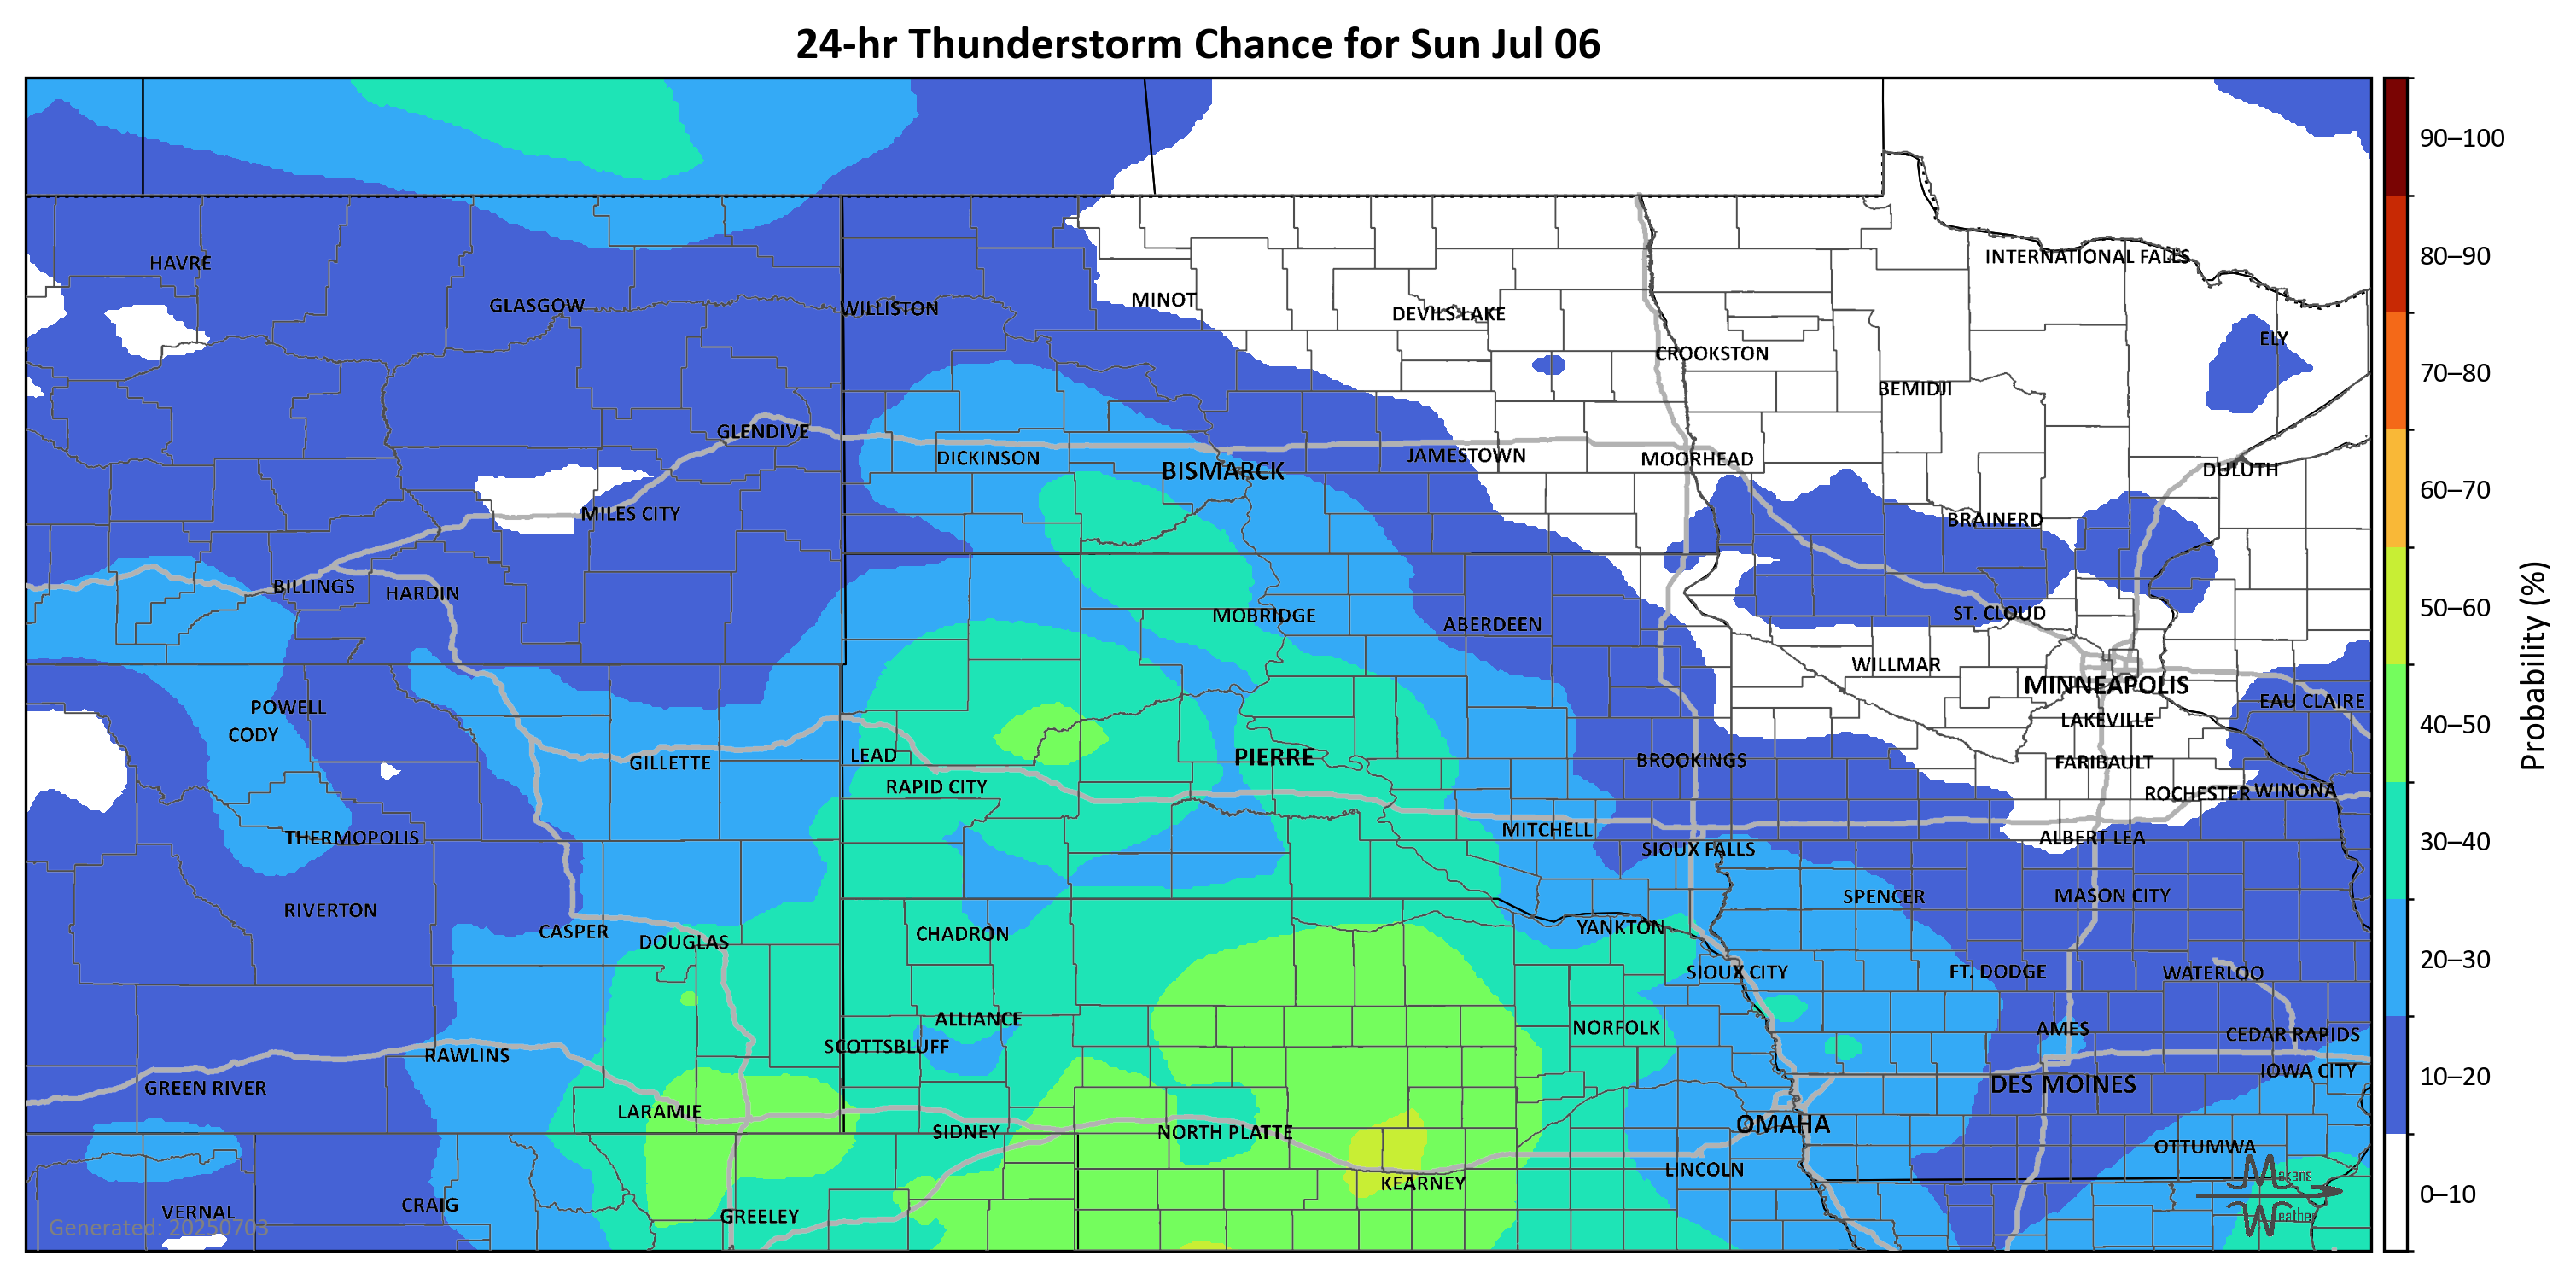 24-hr Thunderstorm Chance for Sun Jul 06
90–100
80–90
70–80
60–70
50–60
40–50
30–40
20–30
10–20
0–10
Probability (%)
INTERNATIONAL FALLS
HAVRE
GLASGOW
WILLISTON
MINOT
DEVILS LAKE
ELY
CROOKSTON
BEMIDJI
GLENDIVE
DICKINSON
BISMARCK
JAMESTOWN
MOORHEAD
DULUTH
MILES CITY
BRAINERD
BILLINGS
HARDIN
MOBRIDGE
ABERDEEN
ST. CLOUD
WILLMAR
MINNEAPOLIS
POWELL
EAU CLAIRE
LAKEVILLE
CODY
GILLETTE
LEAD
PIERRE
BROOKINGS
FARIBAULT
RAPID CITY
ROCHESTER
WINONA
THERMOPOLIS
MITCHELL
ALBERT LEA
SIOUX FALLS
RIVERTON
SPENCER
MASON CITY
CASPER
DOUGLAS
CHADRON
YANKTON
SIOUX CITY
FT. DODGE
WATERLOO
ALLIANCE
NORFOLK
AMES
CEDAR RAPIDS
RAWLINS
SCOTTSBLUFF
GREEN RIVER
DES MOINES
IOWA CITY
LARAMIE
SIDNEY
NORTH PLATTE
OMAHA
OTTUMWA
LINCOLN
KEARNEY
Makens
Weather
VERNAL
CRAIG
GREELEY
Generated: 20250703